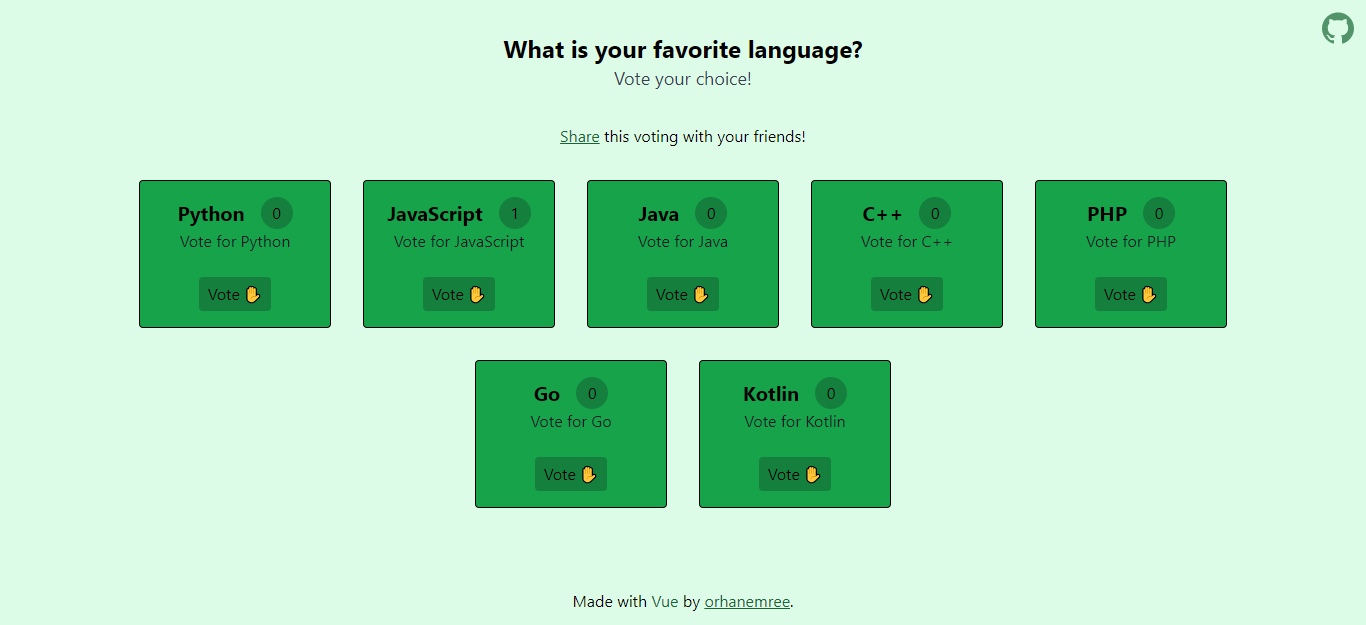 What is your favorite language?
Vote your choice!
Share this voting with your friends!
Python 0
Vote for Python
Vote ✋
JavaScript 1
Vote for JavaScript
Vote ✋
Java 0
Vote for Java
Vote ✋
C++ 0
Vote for C++
Vote ✋
PHP 0
Vote for PHP
Vote ✋
Go 0
Vote for Go
Vote ✋
Kotlin 0
Vote for Kotlin
Vote ✋
Made with Vue by orhanemree.